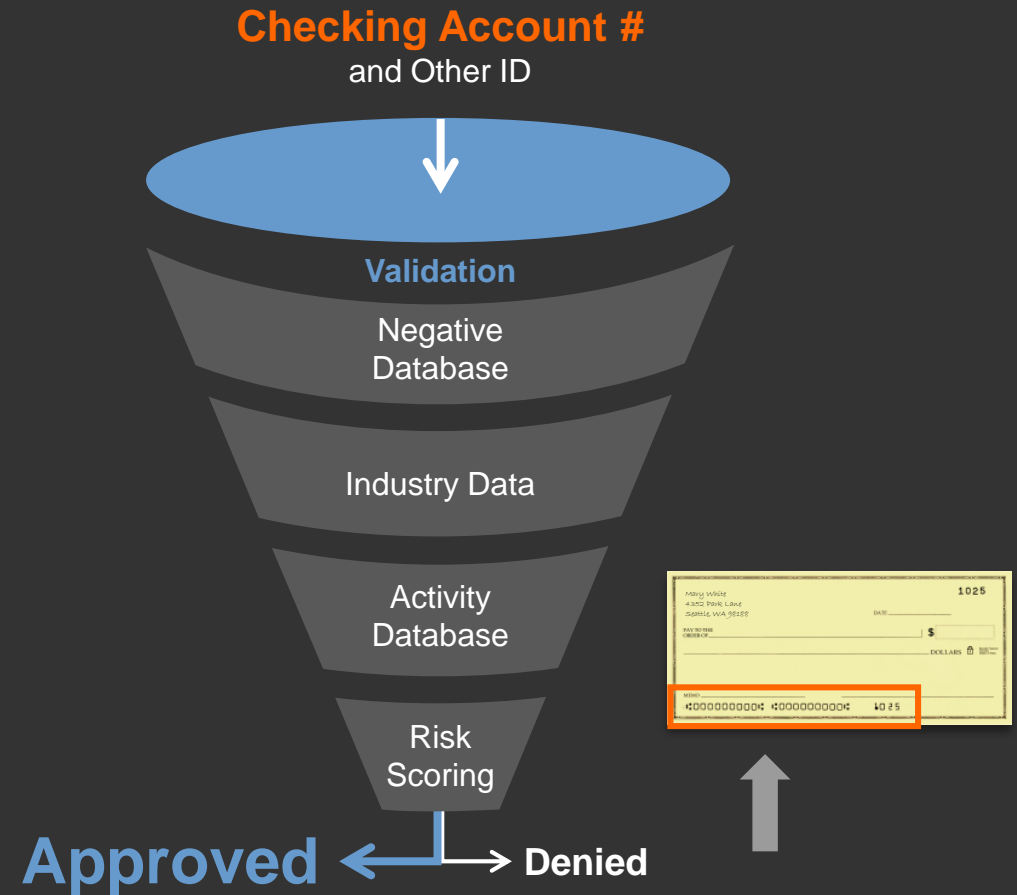 Checking Account #
and Other ID
Validation
Negative
Database
Industry Data
Activity
Database
Risk
Scoring
Approved
Denied
Mary White
4352 Park Lane
Seattle, WA 98188
1025
DATE
PAY TO THE
ORDER OF
$
DOLLARS
MEMO
⑆000000000⑆ ⑆000000000⑆ 1025